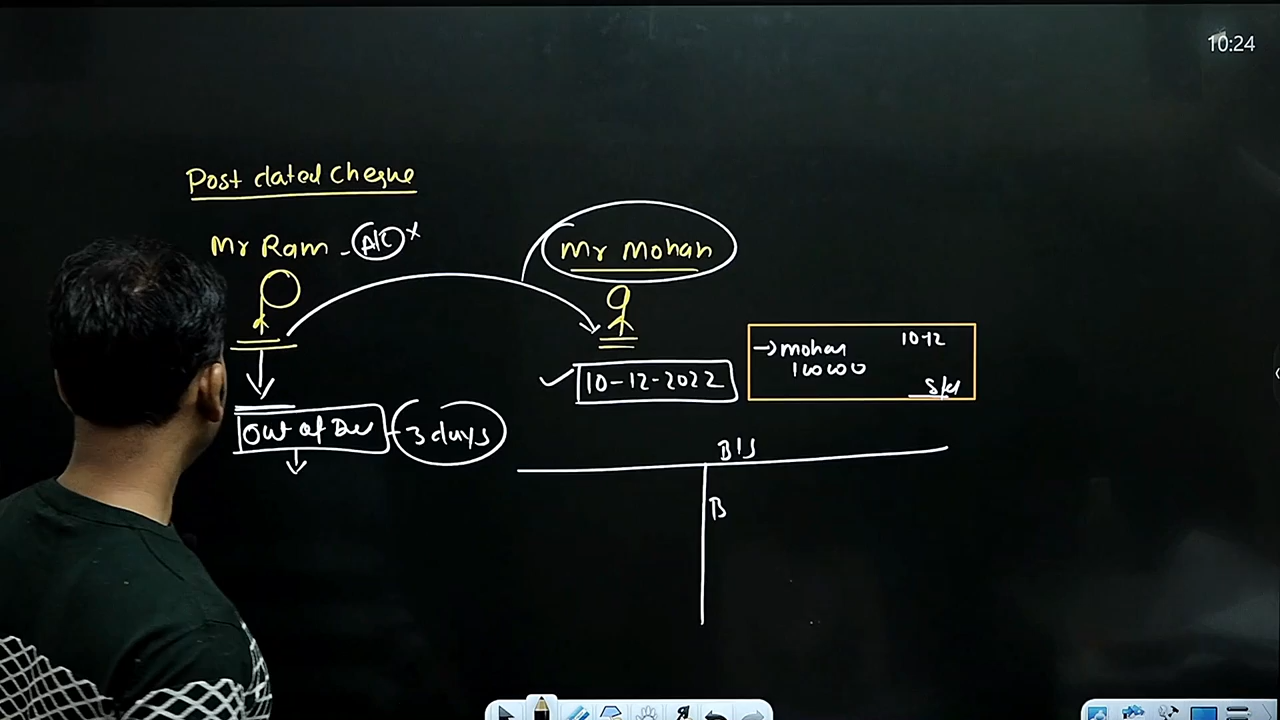 10:24
Post dated Cheque
Mr Ram - A/C x
Mr Mohan
10-12
→ mohan
100000
10-12-2022
Out of
3 days
B/S
B